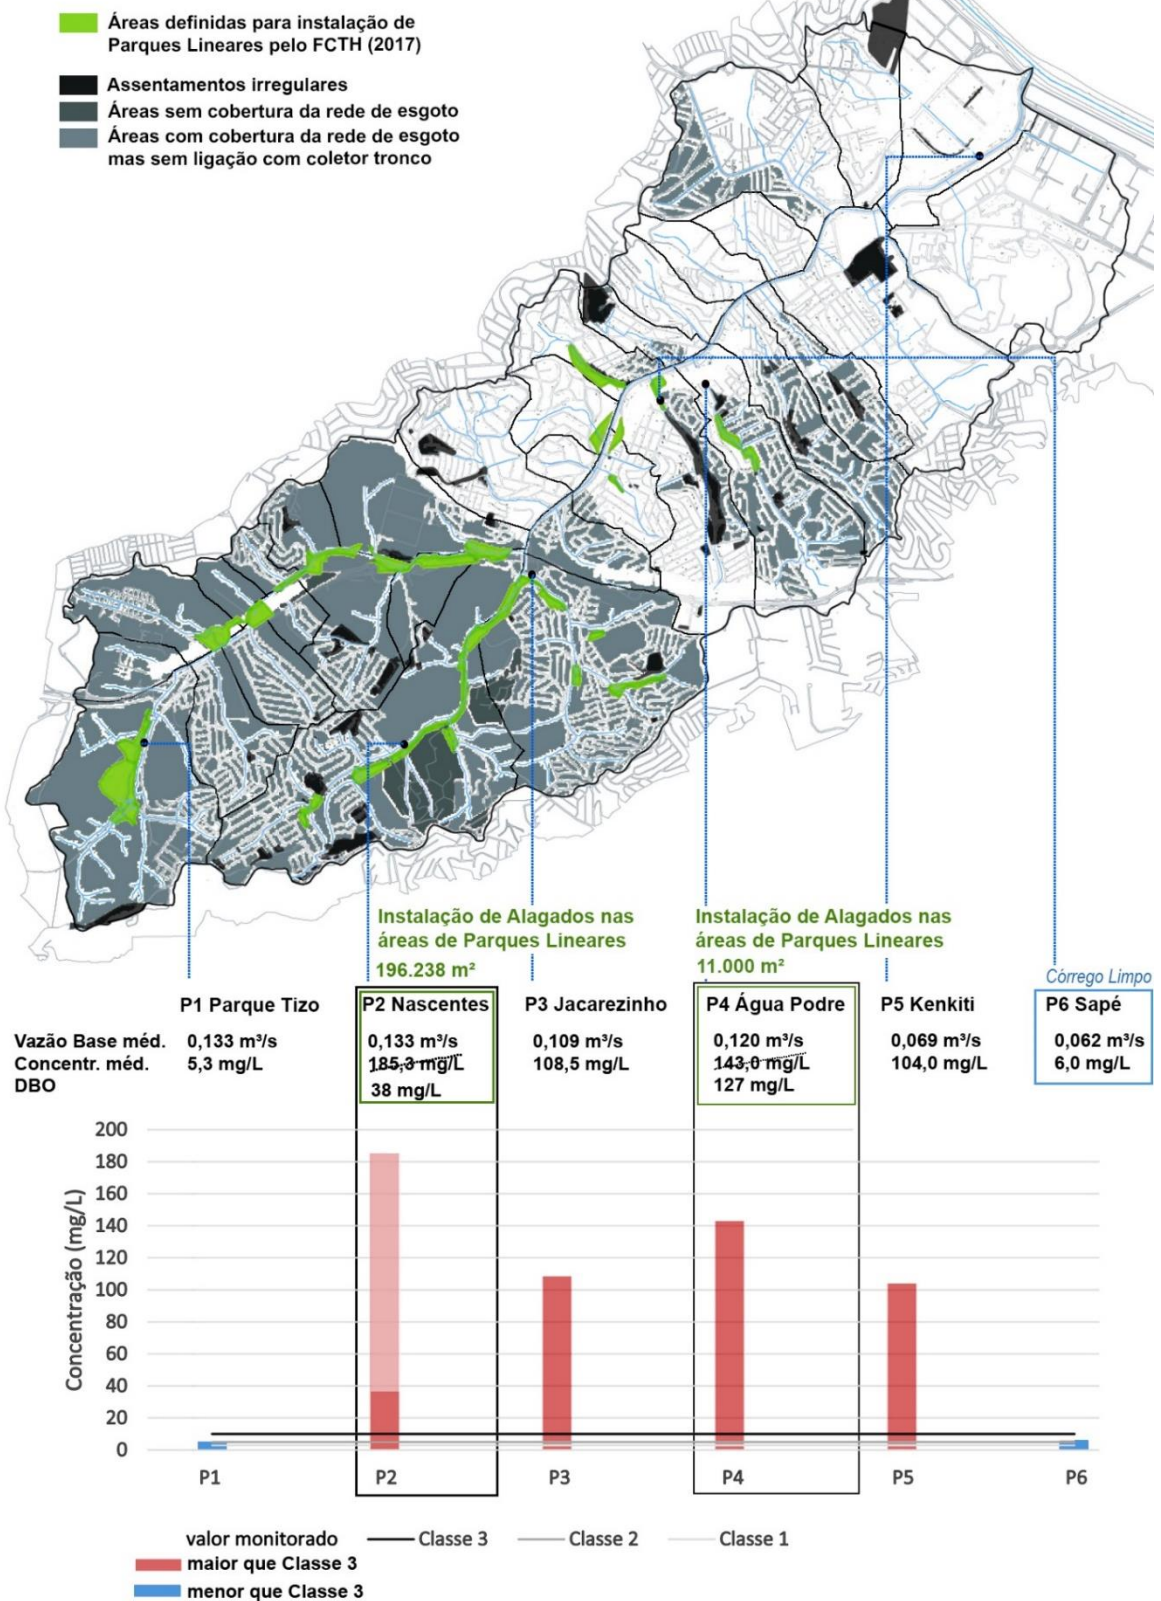 Áreas definidas para instalação de
Parques Lineares pelo FCTH (2017)
Assentamentos irregulares
Áreas sem cobertura da rede de esgoto
Áreas com cobertura da rede de esgoto
mas sem ligação com coletor tronco
Instalação de Alagados nas
áreas de Parques Lineares
196.238 m²
Instalação de Alagados nas
áreas de Parques Lineares
11.000 m²
Córrego Limpo
P1 Parque Tizo P2 Nascentes P3 Jacarezinho P4 Água Podre P5 Kenkiti P6 Sapé
Vazão Base méd. 0,133 m³/s 0,133 m³/s 0,109 m³/s 0,120 m³/s 0,069 m³/s 0,062 m³/s
Concentr. méd. 5,3 mg/L 185,3 mg/L 108,5 mg/L 143,0 mg/L 104,0 mg/L 6,0 mg/L
DBO 38 mg/L 127 mg/L
Concentração (mg/L)
200
180
160
140
120
100
80
60
40
20
0
P1 P2 P3 P4 P5 P6
valor monitorado Classe 3 Classe 2 Classe 1
maior que Classe 3
menor que Classe 3